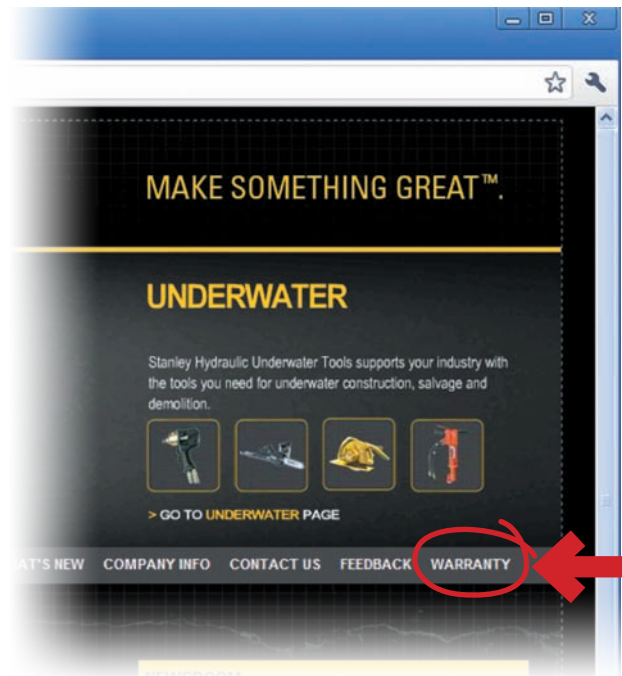 MAKE SOMETHING GREAT™.
UNDERWATER
Stanley Hydraulic Underwater Tools supports your industry with
the tools you need for underwater construction, salvage and
demolition.
> GO TO UNDERWATER PAGE
NEW COMPANY INFO CONTACT US FEEDBACK WARRANTY